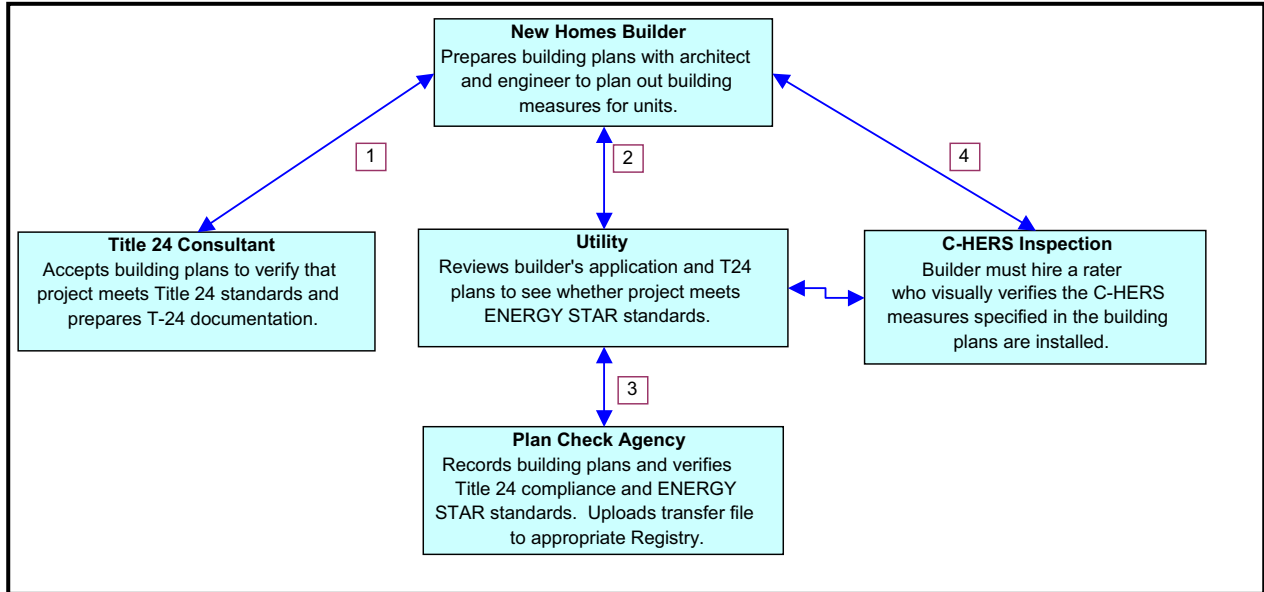 New Homes Builder
Prepares building plans with architect
and engineer to plan out building
measures for units.
1
2
4
Title 24 Consultant
Accepts building plans to verify that
project meets Title 24 standards and
prepares T-24 documentation.
Utility
Reviews builder's application and T24
plans to see whether project meets
ENERGY STAR standards.
C-HERS Inspection
Builder must hire a rater
who visually verifies the C-HERS
measures specified in the building
plans are installed.
3
Plan Check Agency
Records building plans and verifies
Title 24 compliance and ENERGY
STAR standards.  Uploads transfer file
to appropriate Registry.